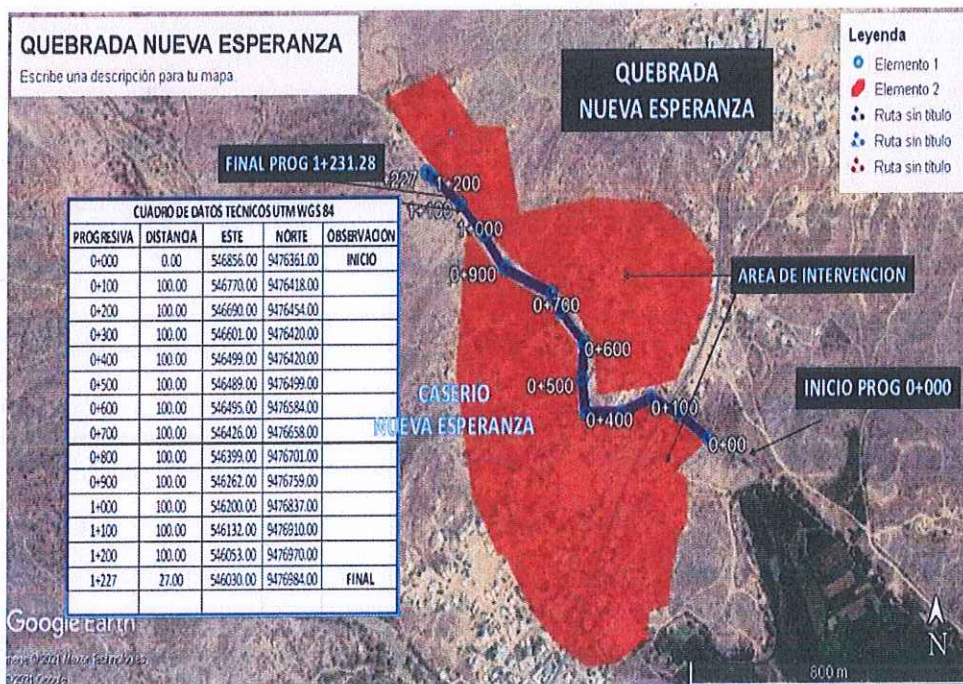 QUEBRADA NUEVA ESPERANZA
Escribe una descripción para tu mapa.
QUEBRADA
NUEVA ESPERANZA
Leyenda
Elemento 1
Elemento 2
Ruta sin título
Ruta sin título
Ruta sin título
FINAL PROG 1+231.28
CUADRO DE DATOS TECNICOS UTM WGS 84
PROGRESIVA DISTANCIA ESTE NORTE OBSERVACION
0+000 0.00 546856.00 9476361.00 INICIO
0+100 100.00 546770.00 9476418.00
0+200 100.00 546690.00 9476454.00
0+300 100.00 546601.00 9476420.00
0+400 100.00 546499.00 9476420.00
0+500 100.00 546489.00 9476499.00
0+600 100.00 546495.00 9476584.00
0+700 100.00 546426.00 9476658.00
0+800 100.00 546399.00 9476701.00
0+900 100.00 546262.00 9476759.00
1+000 100.00 546200.00 9476837.00
1+100 100.00 546132.00 9476910.00
1+200 100.00 546053.00 9476970.00
1+227 27.00 546030.00 9476984.00 FINAL
227
1+200
1+100
1+000
0+900
0+700
0+600
0+500
0+400
0+100
0+00
AREA DE INTERVENCION
INICIO PROG 0+000
CASERIO
NUEVA ESPERANZA
Google Earth
N
800 m